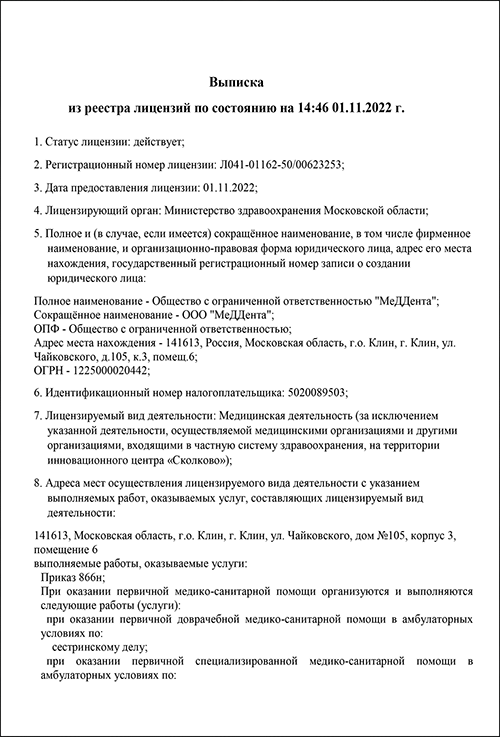 Выписка
из реестра лицензий по состоянию на 14:46 01.11.2022 г.
1. Статус лицензии: действует;
2. Регистрационный номер лицензии: Л041-01162-50/00623253;
3. Дата предоставления лицензии: 01.11.2022;
4. Лицензирующий орган: Министерство здравоохранения Московской области;
5. Полное и (в случае, если имеется) сокращённое наименование, в том числе фирменное
наименование, и организационно-правовая форма юридического лица, адрес его места
нахождения, государственный регистрационный номер записи о создании
юридического лица:
Полное наименование - Общество с ограниченной ответственностью "МеДДента";
Сокращённое наименование - ООО "МеДДента";
ОПФ - Общество с ограниченной ответственностью;
Адрес места нахождения - 141613, Россия, Московская область, г.о. Клин, г. Клин, ул.
Чайковского, д.105, к.3, помещ.6;
ОГРН - 1225000020442;
6. Идентификационный номер налогоплательщика: 5020089503;
7. Лицензируемый вид деятельности: Медицинская деятельность (за исключением
указанной деятельности, осуществляемой медицинскими организациями и другими
организациями, входящими в частную систему здравоохранения, на территории
инновационного центра «Сколково»);
8. Адреса мест осуществления лицензируемого вида деятельности с указанием
выполняемых работ, оказываемых услуг, составляющих лицензируемый вид
деятельности:
141613, Московская область, г.о. Клин, г. Клин, ул. Чайковского, дом №105, корпус 3,
помещение 6
выполняемые работы, оказываемые услуги:
Приказ 866н;
При оказании первичной медико-санитарной помощи организуются и выполняются
следующие работы (услуги):
при оказании первичной доврачебной медико-санитарной помощи в амбулаторных
условиях по:
сестринскому делу;
при оказании первичной специализированной медико-санитарной помощи в
амбулаторных условиях по: